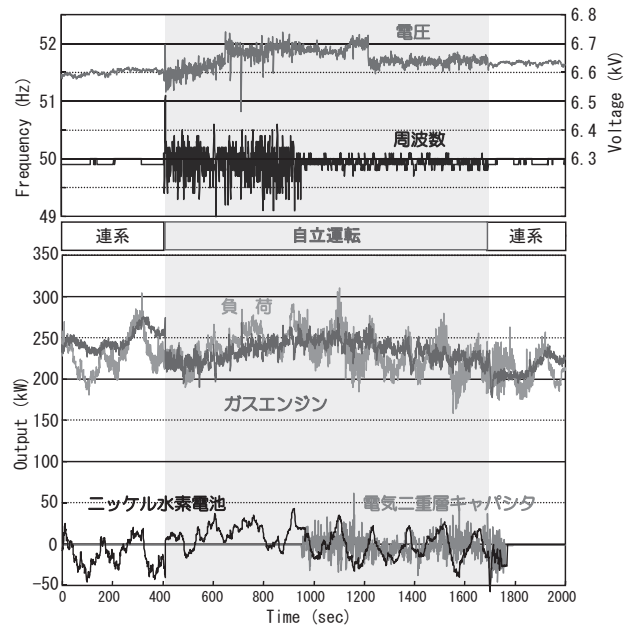 52
51
50
49
Frequency (Hz)
電圧
周波数
6.8
6.7
6.6
6.5
6.4
6.3
Voltage (kV)
連系
自立運転
連系
350
300
250
200
150
100
50
0
-50
Output (kW)
負 荷
ガスエンジン
ニッケル水素電池
電気二重層キャパシタ
0 200 400 600 800 1000 1200 1400 1600 1800 2000
Time (sec)